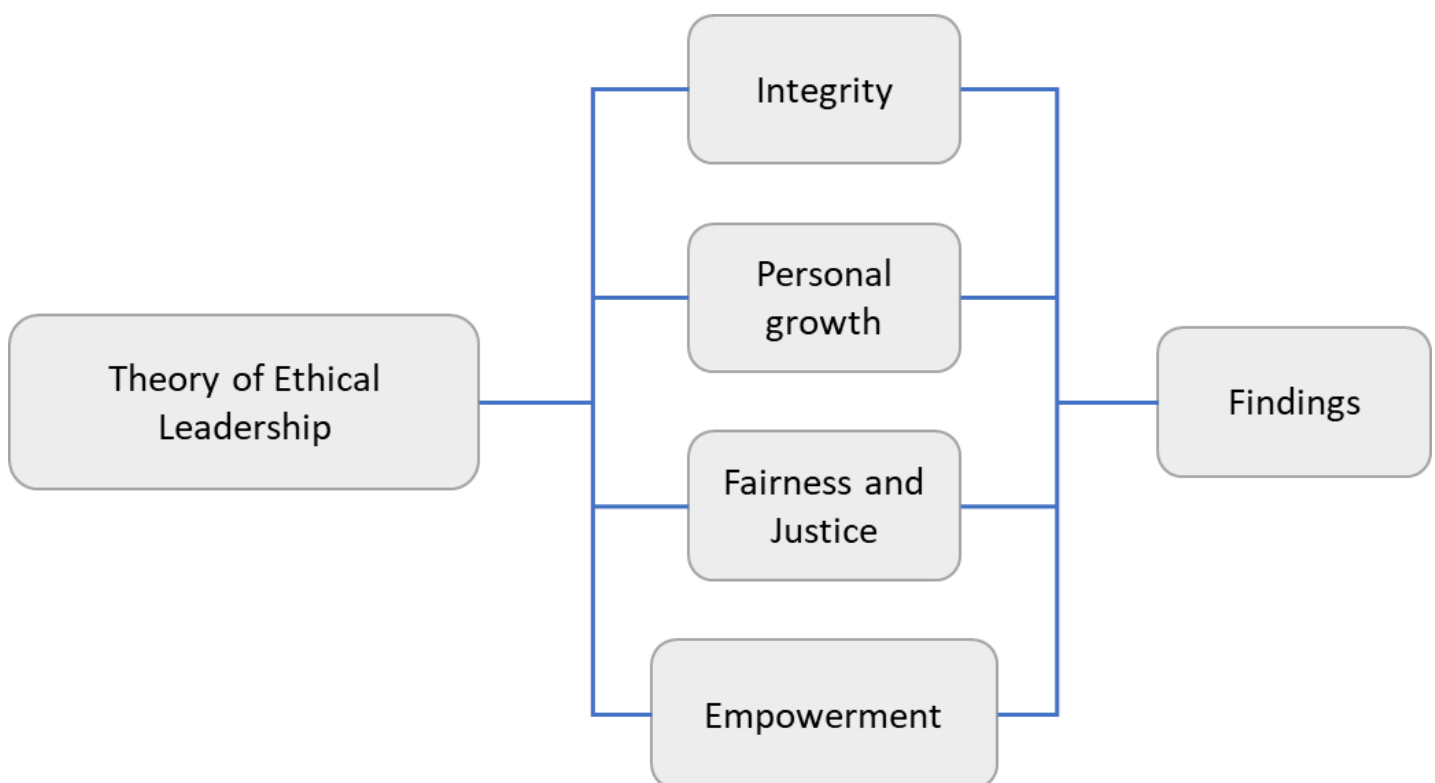 Integrity
Personal
growth
Theory of Ethical
Leadership
Findings
Fairness and
Justice
Empowerment